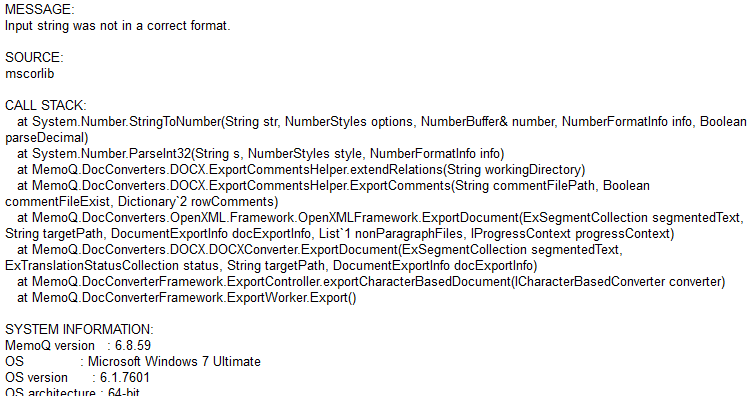 MESSAGE:
Input string was not in a correct format.
SOURCE:
mscorlib
CALL STACK:
at System.Number.StringToNumber(String str, NumberStyles options, NumberBuffer& number, NumberFormatInfo info, Boolean
parseDecimal)
at System.Number.ParseInt32(String s, NumberStyles style, NumberFormatInfo info)
at MemoQ.DocConverters.DOCX.ExportCommentsHelper.extendRelations(String workingDirectory)
at MemoQ.DocConverters.DOCX.ExportCommentsHelper.ExportComments(String commentFilePath, Boolean
commentFileExist, Dictionary`2 rowComments)
at MemoQ.DocConverters.OpenXML.Framework.OpenXMLFramework.ExportDocument(ExSegmentCollection segmentedText,
String targetPath, DocumentExportInfo docExportInfo, List`1 nonParagraphFiles, IProgressContext progressContext)
at MemoQ.DocConverters.DOCX.DOCXConverter.ExportDocument(ExSegmentCollection segmentedText,
ExTranslationStatusCollection status, String targetPath, DocumentExportInfo docExportInfo)
at MemoQ.DocConverterFramework.ExportController.exportCharacterBasedDocument(ICharacterBasedConverter converter)
at MemoQ.DocConverterFramework.ExportWorker.Export()
SYSTEM INFORMATION:
MemoQ version : 6.8.59
OS : Microsoft Windows 7 Ultimate
OS version : 6.1.7601
OS architecture : 64-bit